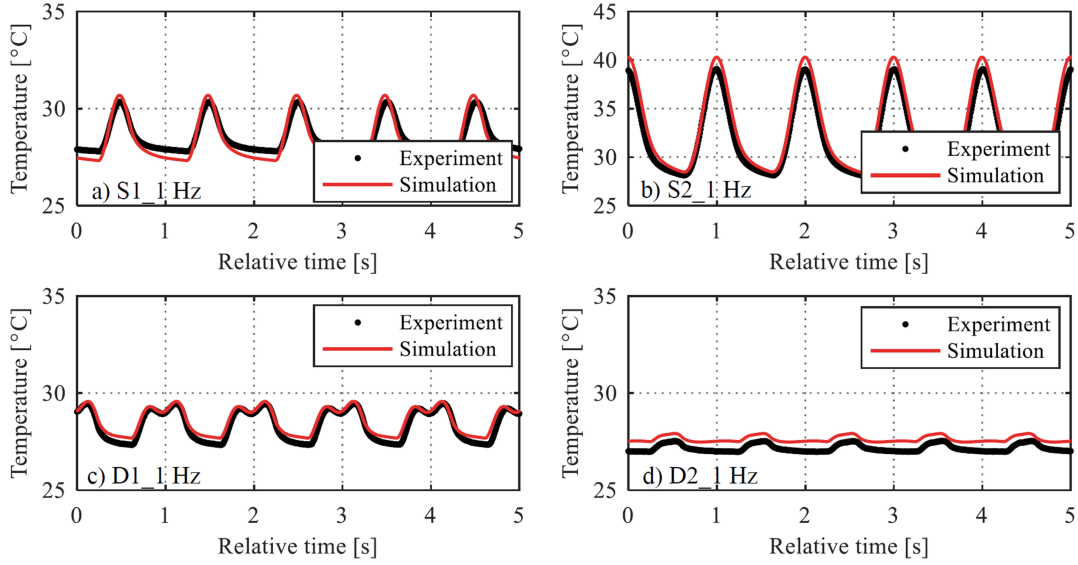 35
30
25
Temperature [°C]
Experiment
Simulation
a) S1_1 Hz
0 1 2 3 4 5
Relative time [s]
45
40
35
30
25
Temperature [°C]
Experiment
Simulation
b) S2_1 Hz
0 1 2 3 4 5
Relative time [s]
35
30
25
Temperature [°C]
Experiment
Simulation
c) D1_1 Hz
0 1 2 3 4 5
Relative time [s]
35
30
25
Temperature [°C]
Experiment
Simulation
d) D2_1 Hz
0 1 2 3 4 5
Relative time [s]